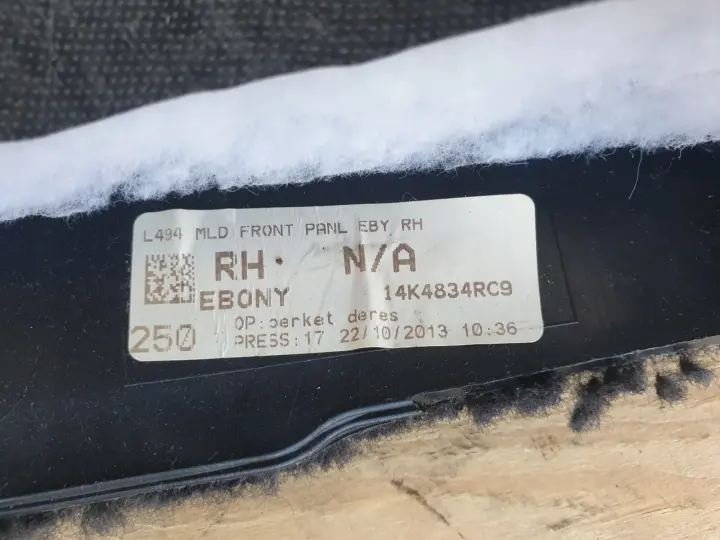 L494 MLD FRONT PANL EBY RH
RH· N/A
EBONY 14K4834RC9
250 OP:berket deres
PRESS:17 22/10/2013 10:36